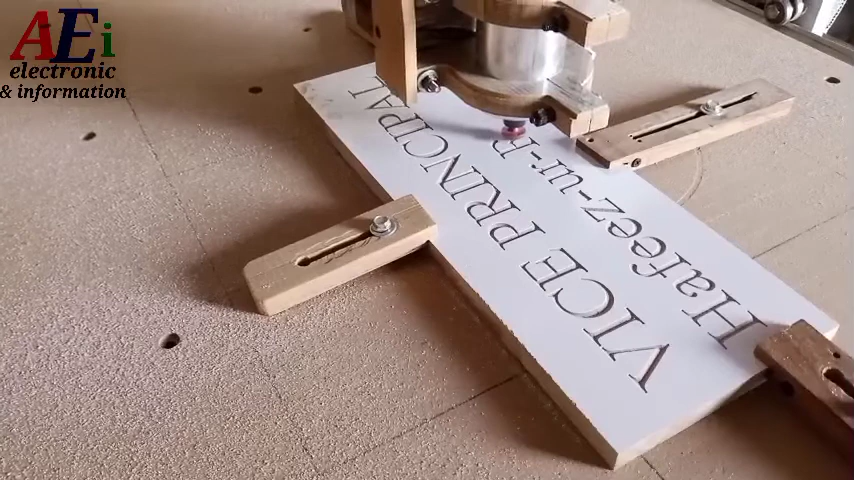 AEi
electronic
& information
VICE PRINCIPAL
Hafeez-ur-R